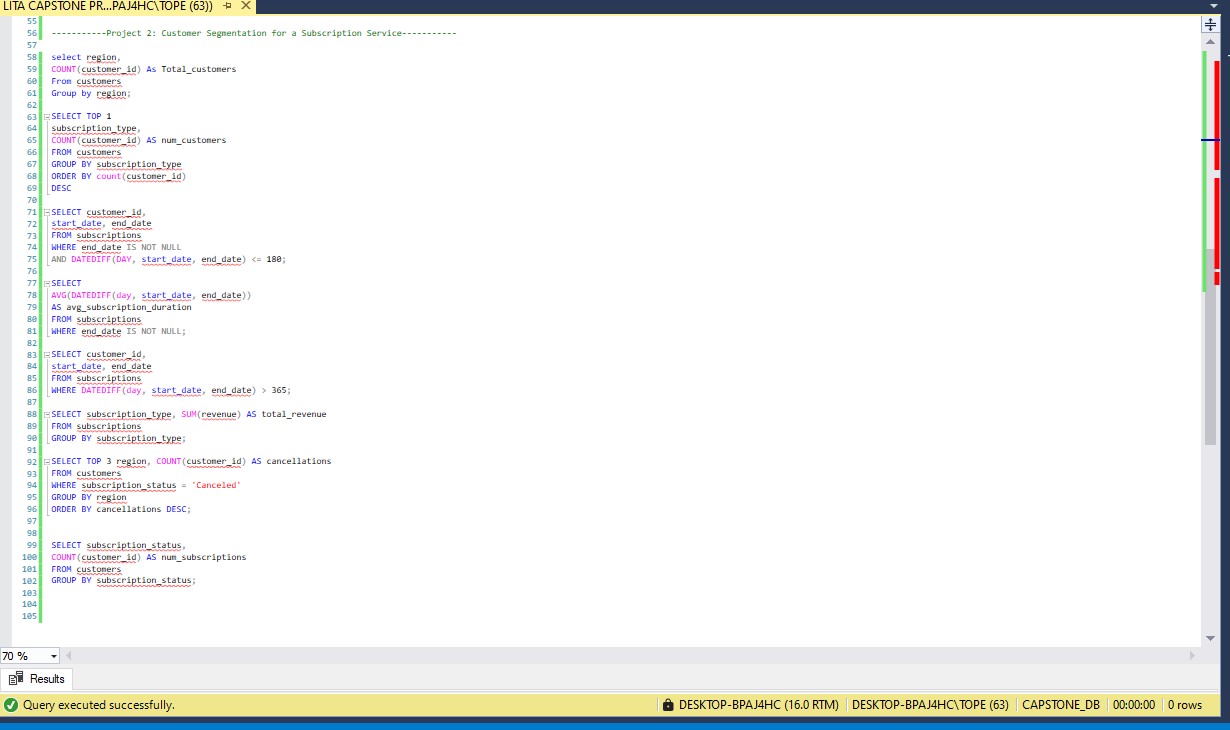 LITA CAPSTONE PR...PAJ4HC\TOPE (63))
55
56 -----------Project 2: Customer Segmentation for a Subscription Service-----------
57
58 select region,
59 COUNT(customer_id) As Total_customers
60 From customers
61 Group by region;
62
63 SELECT TOP 1
64 subscription_type,
65 COUNT(customer_id) AS num_customers
66 FROM customers
67 GROUP BY subscription_type
68 ORDER BY count(customer_id)
69 DESC
70
71 SELECT customer_id,
72 start_date, end_date
73 FROM subscriptions
74 WHERE end_date IS NOT NULL
75 AND DATEDIFF(DAY, start_date, end_date) <= 180;
76
77 SELECT
78 AVG(DATEDIFF(day, start_date, end_date))
79 AS avg_subscription_duration
80 FROM subscriptions
81 WHERE end_date IS NOT NULL;
82
83 SELECT customer_id,
84 start_date, end_date
85 FROM subscriptions
86 WHERE DATEDIFF(day, start_date, end_date) > 365;
87
88 SELECT subscription_type, SUM(revenue) AS total_revenue
89 FROM subscriptions
90 GROUP BY subscription_type;
91
92 SELECT TOP 3 region, COUNT(customer_id) AS cancellations
93 FROM customers
94 WHERE subscription_status = 'Canceled'
95 GROUP BY region
96 ORDER BY cancellations DESC;
97
98
99 SELECT subscription_status,
100 COUNT(customer_id) AS num_subscriptions
101 FROM customers
102 GROUP BY subscription_status;
103
104
105
70 %
Results
Query executed successfully. DESKTOP-BPAJ4HC (16.0 RTM) DESKTOP-BPAJ4HC\TOPE (63) CAPSTONE_DB 00:00:00 0 rows